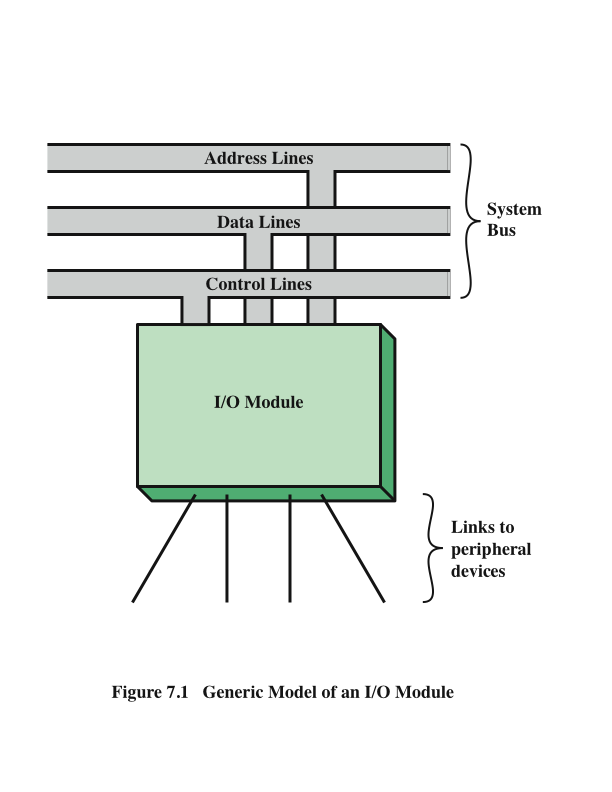 Address Lines
Data Lines
Control Lines
System
Bus
I/O Module
Links to
peripheral
devices
Figure 7.1   Generic Model of an I/O Module